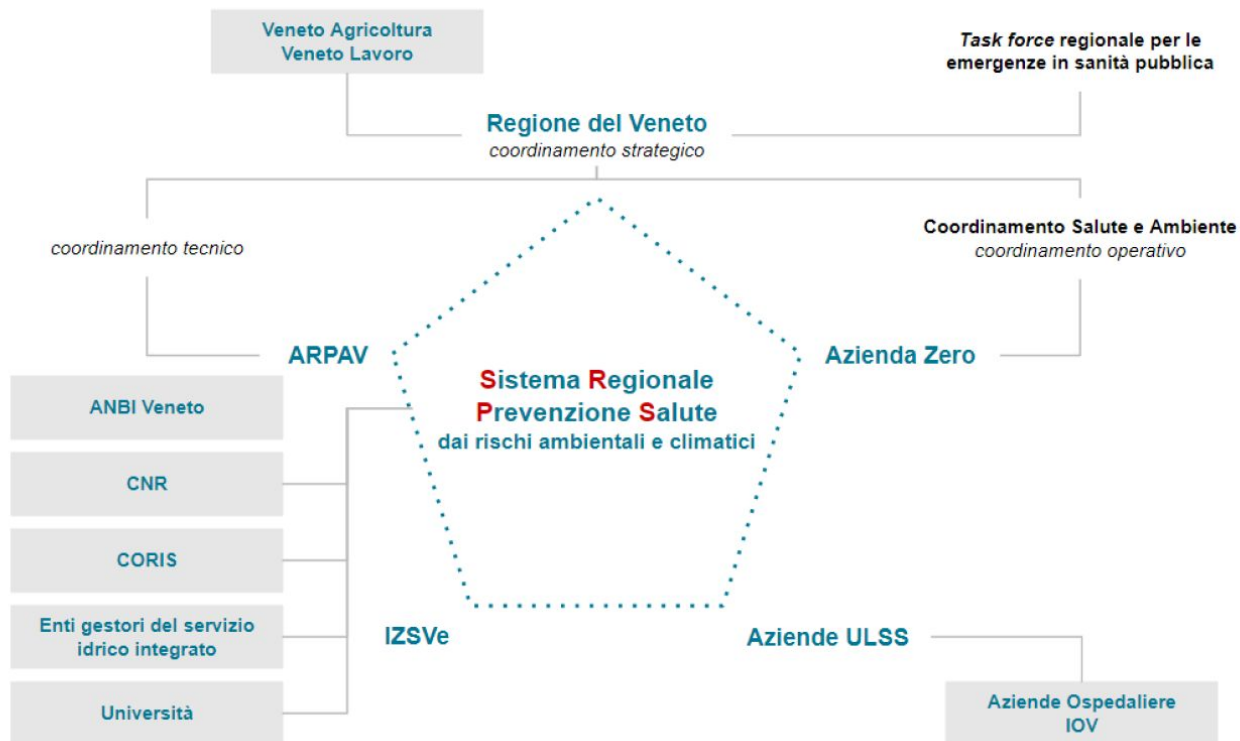 Veneto Agricoltura
Veneto Lavoro
Task force regionale per le
emergenze in sanità pubblica
Regione del Veneto
coordinamento strategico
coordinamento tecnico
Coordinamento Salute e Ambiente
coordinamento operativo
ARPAV
Azienda Zero
Sistema Regionale
Prevenzione Salute
dai rischi ambientali e climatici
ANBI Veneto
CNR
CORIS
Enti gestori del servizio
idrico integrato
Università
IZSVe
Aziende ULSS
Aziende Ospedaliere
IOV